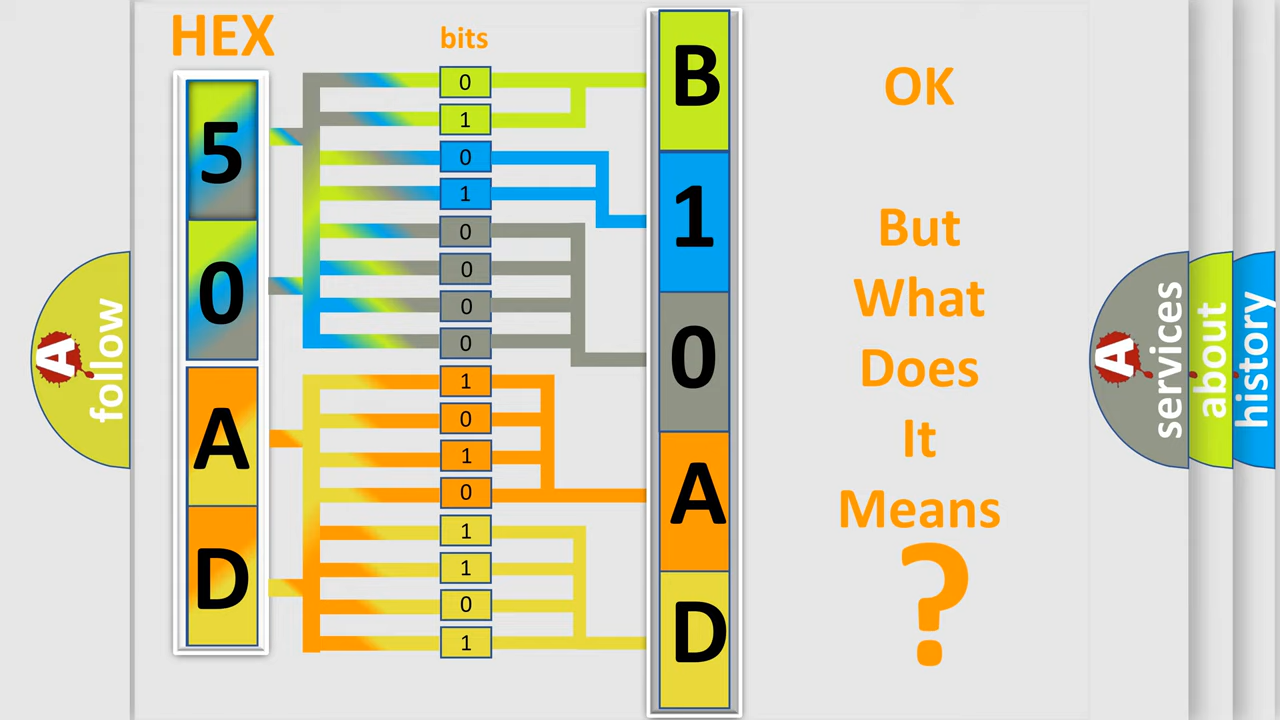 HEX
bits
5
0
A
D
0
1
0
1
0
0
0
0
1
0
1
0
1
1
0
1
B
1
0
A
D
OK
But
What
Does
It
Means
?
A
follow
A
services
about
history